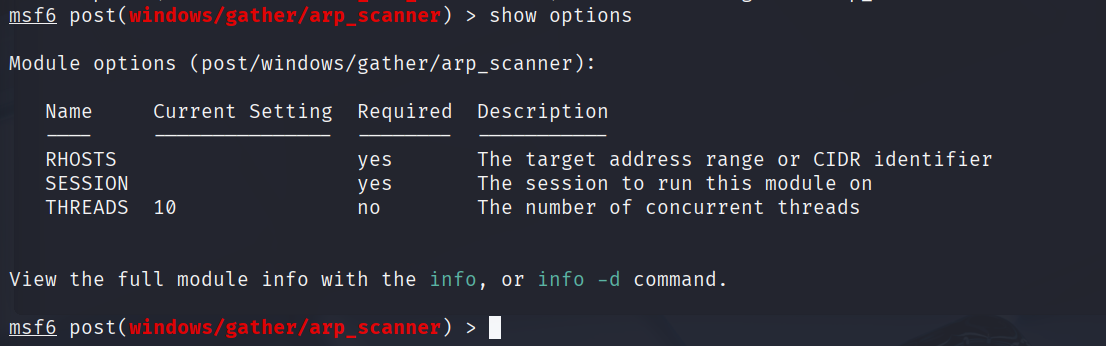 msf6 post(windows/gather/arp_scanner) > show options
Module options (post/windows/gather/arp_scanner):
Name Current Setting Required Description
---- --------------- -------- -----------
RHOSTS yes The target address range or CIDR identifier
SESSION yes The session to run this module on
THREADS 10 no The number of concurrent threads
View the full module info with the info, or info -d command.
msf6 post(windows/gather/arp_scanner) >